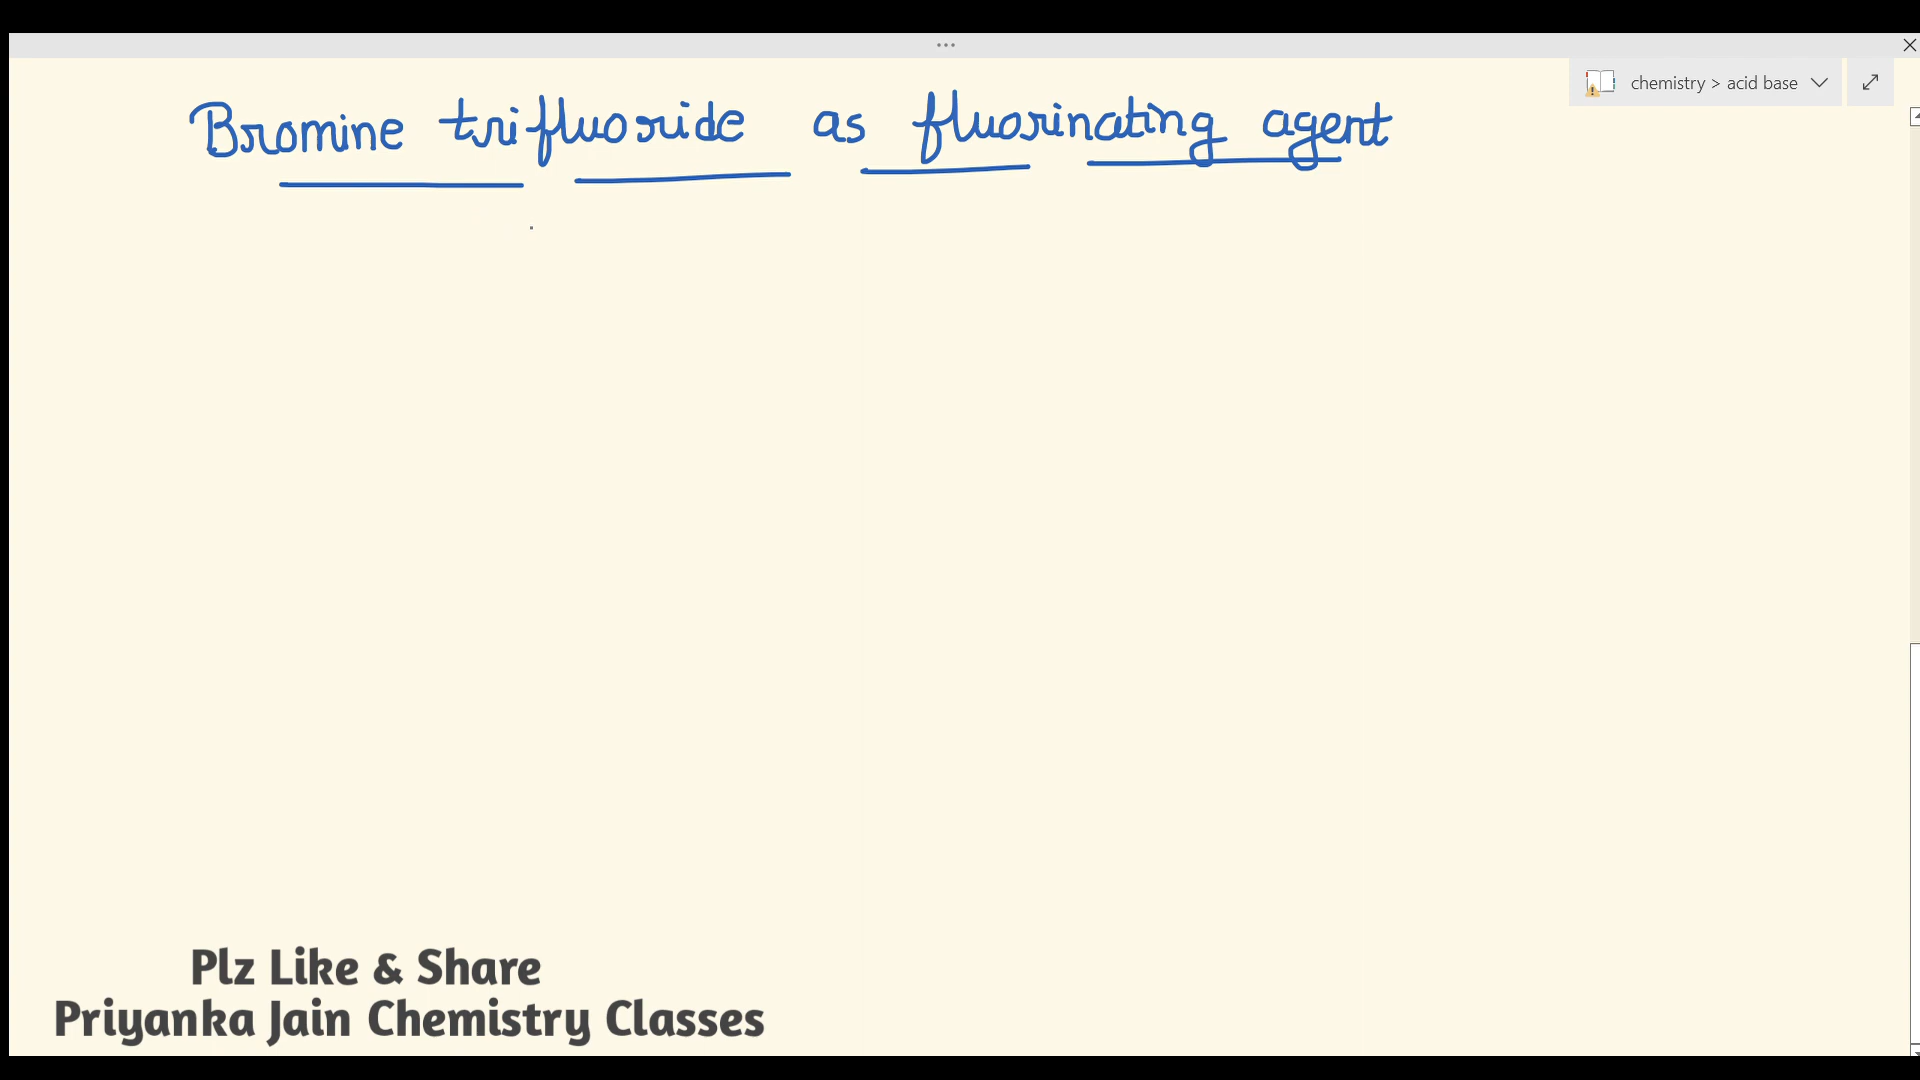 chemistry > acid base
Bromine trifluoride as fluorinating agent
Plz Like & Share
Priyanka Jain Chemistry Classes